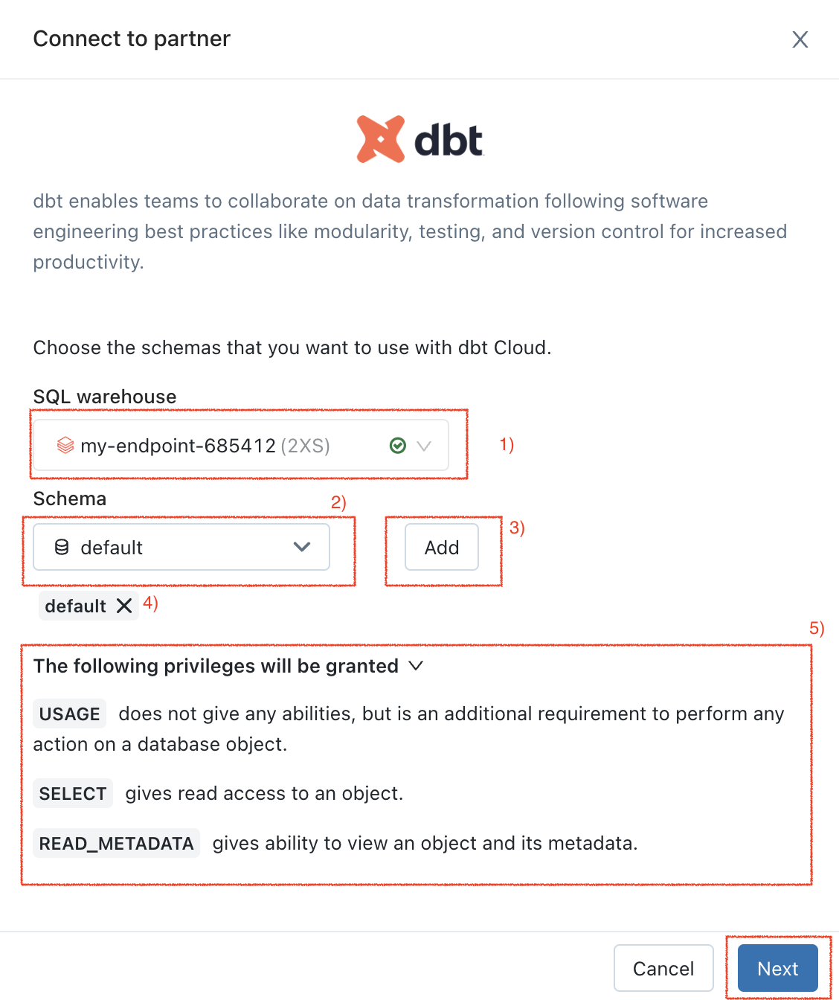 Connect to partner
dbt
dbt enables teams to collaborate on data transformation following software
engineering best practices like modularity, testing, and version control for increased
productivity.
Choose the schemas that you want to use with dbt Cloud.
SQL warehouse
my-endpoint-685412 (2XS)
1)
Schema
2)
default
Add
3)
default
4)
5)
The following privileges will be granted
USAGE does not give any abilities, but is an additional requirement to perform any
action on a database object.
SELECT gives read access to an object.
READ_METADATA gives ability to view an object and its metadata.
Cancel
Next